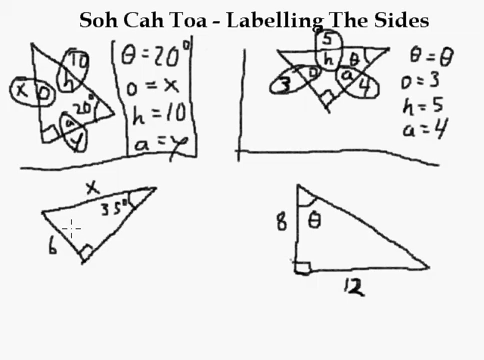 Soh Cah Toa - Labelling The Sides
x o
10 h
20°
a y
θ = 20°
o = x
h = 10
a = y
5
h
θ
3 o
a 4
θ = θ
o = 3
h = 5
a = 4
x
35°
6
8
θ
12